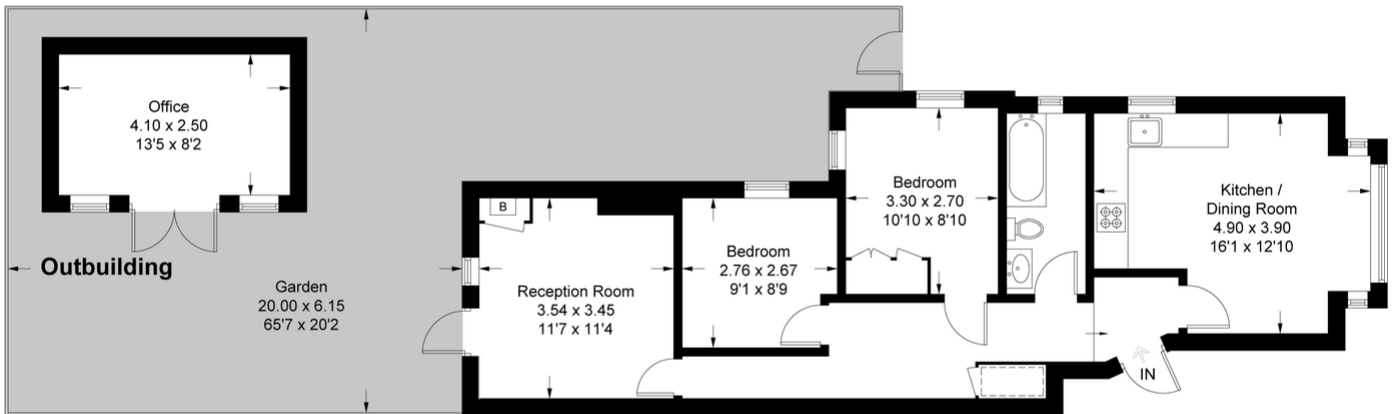 Office
4.10 x 2.50
13'5 x 8'2
Outbuilding
Garden
20.00 x 6.15
65'7 x 20'2
B
Reception Room
3.54 x 3.45
11'7 x 11'4
Bedroom
2.76 x 2.67
9'1 x 8'9
Bedroom
3.30 x 2.70
10'10 x 8'10
Kitchen /
Dining Room
4.90 x 3.90
16'1 x 12'10
IN